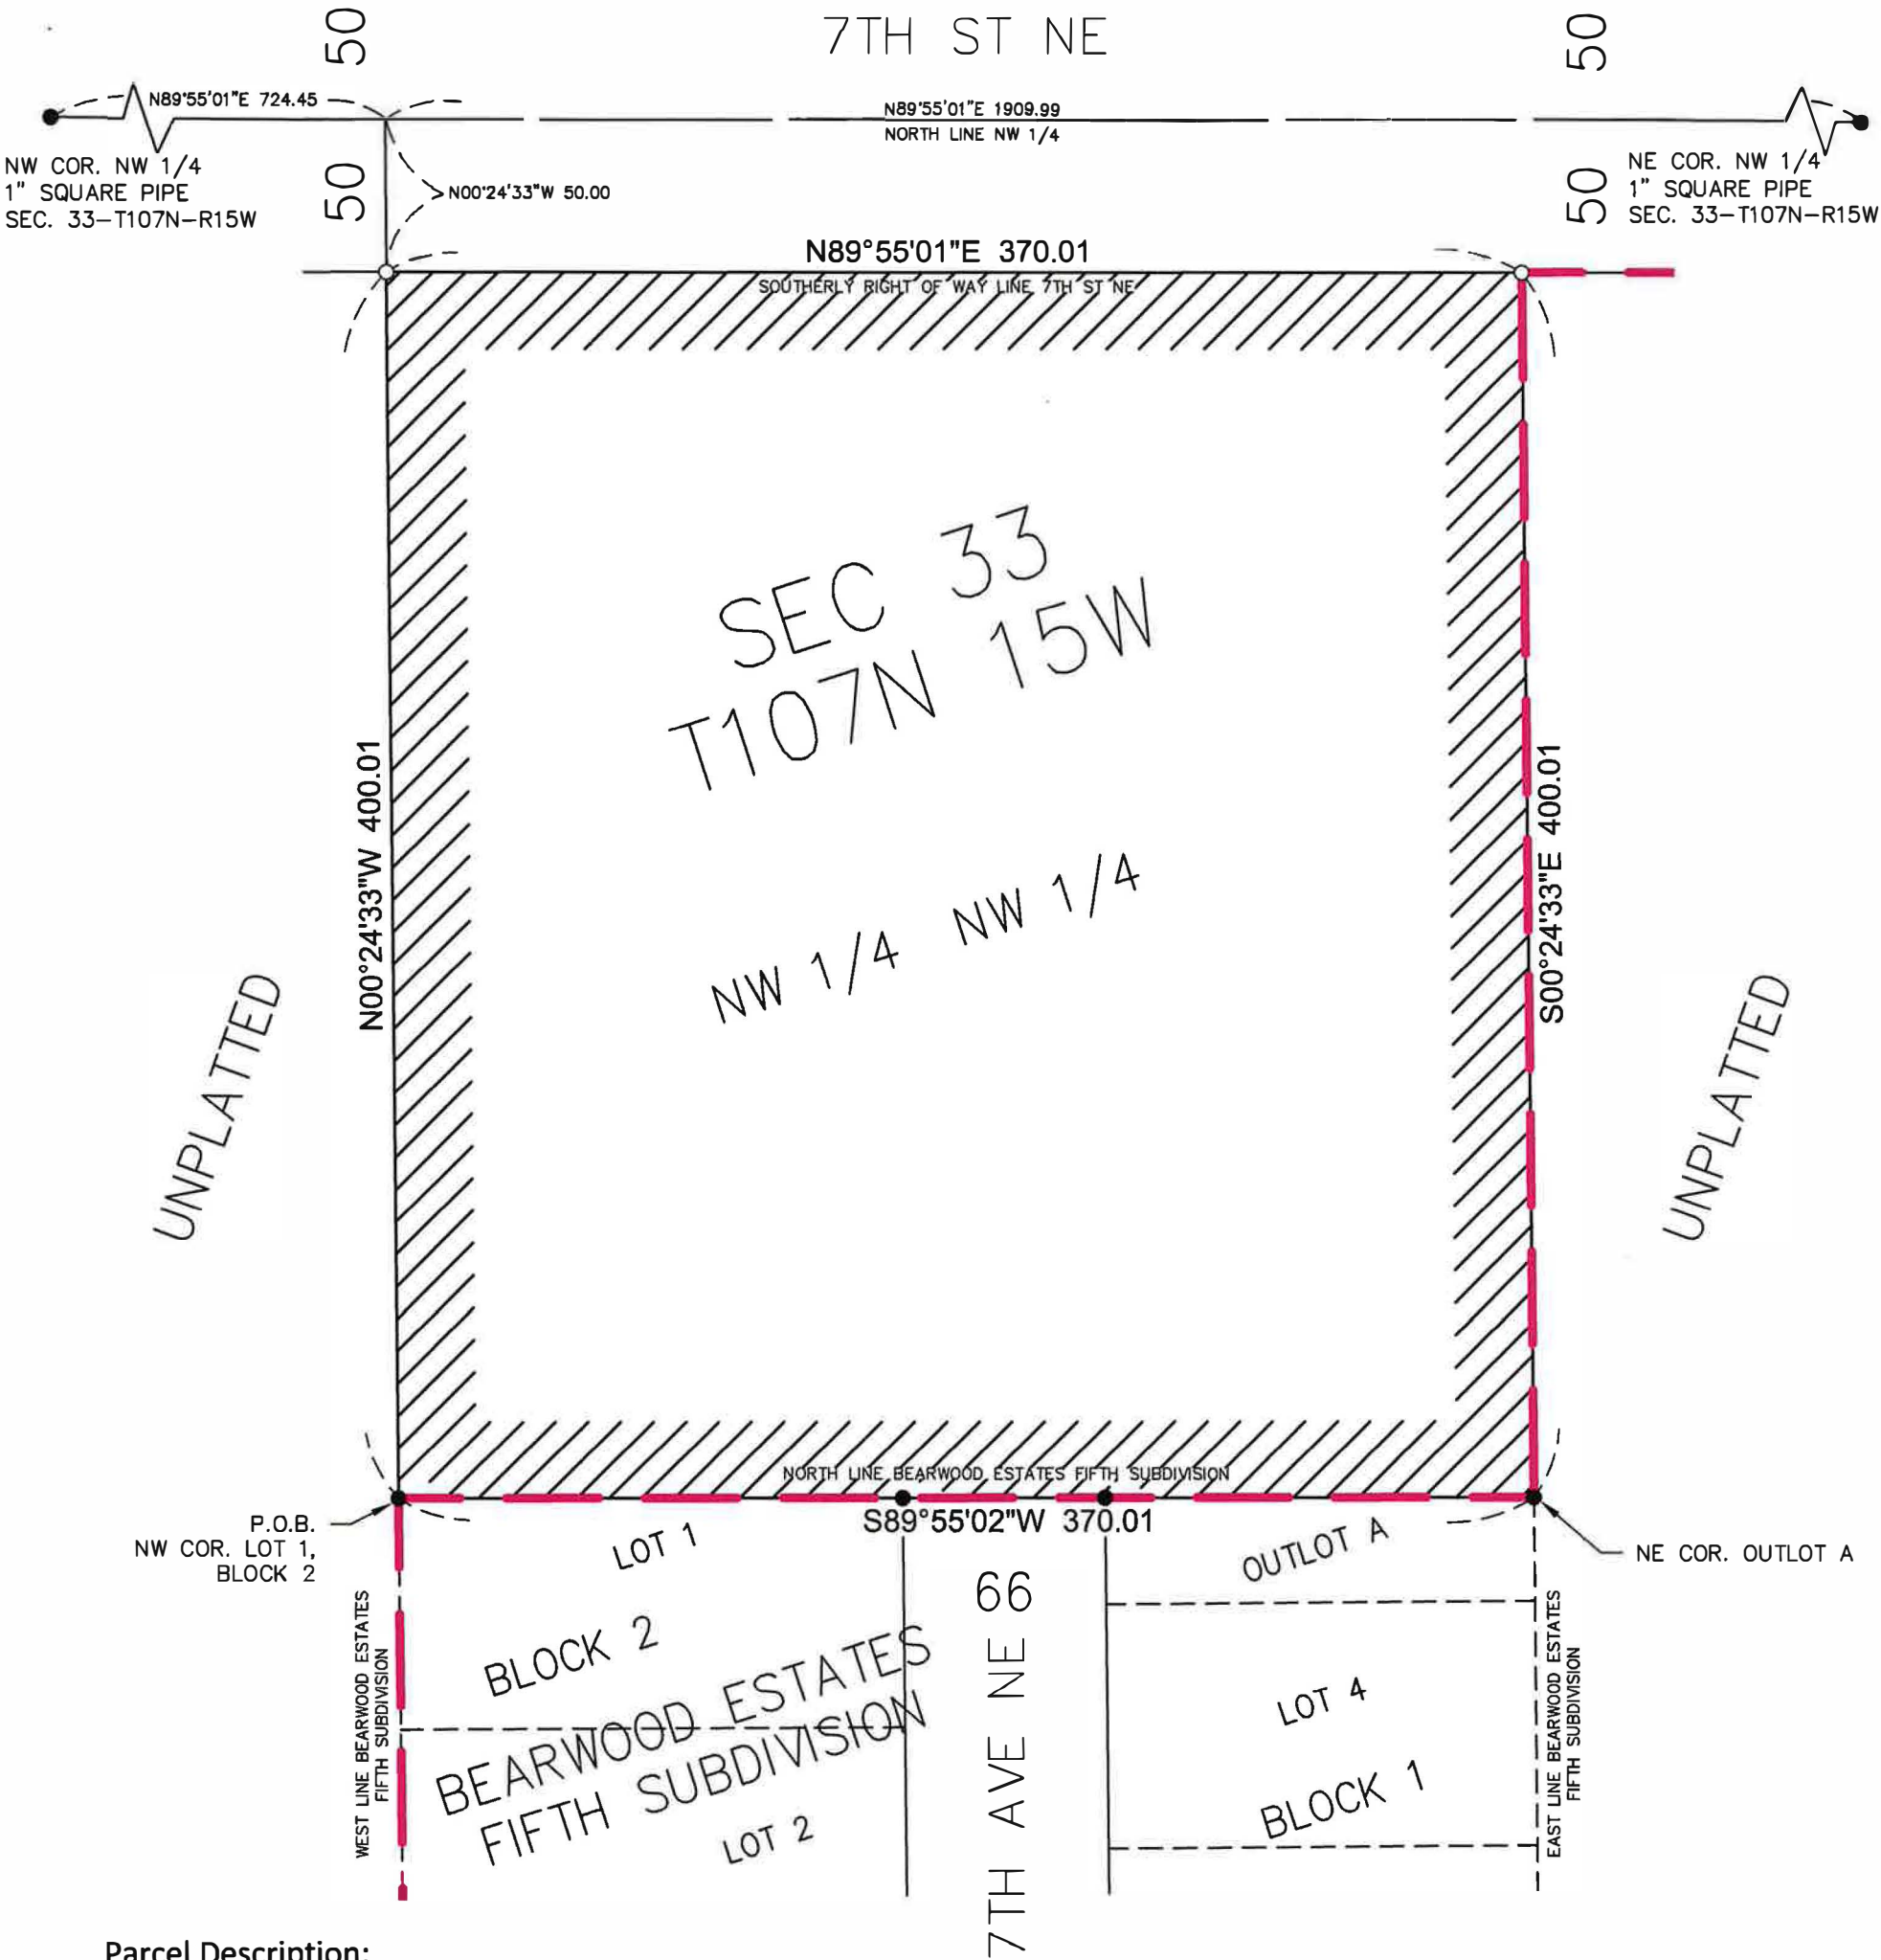 50
7TH ST NE
50
N89°55'01"E 724.45
N89°55'01"E 1909.99
NORTH LINE NW 1/4
NW COR. NW 1/4
1" SQUARE PIPE
SEC. 33-T107N-R15W
50
N00°24'33"W 50.00
50
NE COR. NW 1/4
1" SQUARE PIPE
SEC. 33-T107N-R15W
N89°55'01"E 370.01
SOUTHERLY RIGHT OF WAY LINE 7TH ST NE
SEC 33
T107N 15W
NW 1/4 NW 1/4
N00°24'33"W 400.01
S00°24'33"E 400.01
UNPLATTED
UNPLATTED
NORTH LINE BEARWOOD ESTATES FIFTH SUBDIVISION
S89°55'02"W 370.01
P.O.B.
NW COR. LOT 1,
BLOCK 2
NE COR. OUTLOT A
LOT 1
OUTLOT A
WEST LINE BEARWOOD ESTATES
FIFTH SUBDIVISION
BLOCK 2
BEARWOOD ESTATES
FIFTH SUBDIVISION
LOT 2
66
7TH AVE NE
LOT 4
BLOCK 1
EAST LINE BEARWOOD ESTATES
FIFTH SUBDIVISION
Parcel Description: